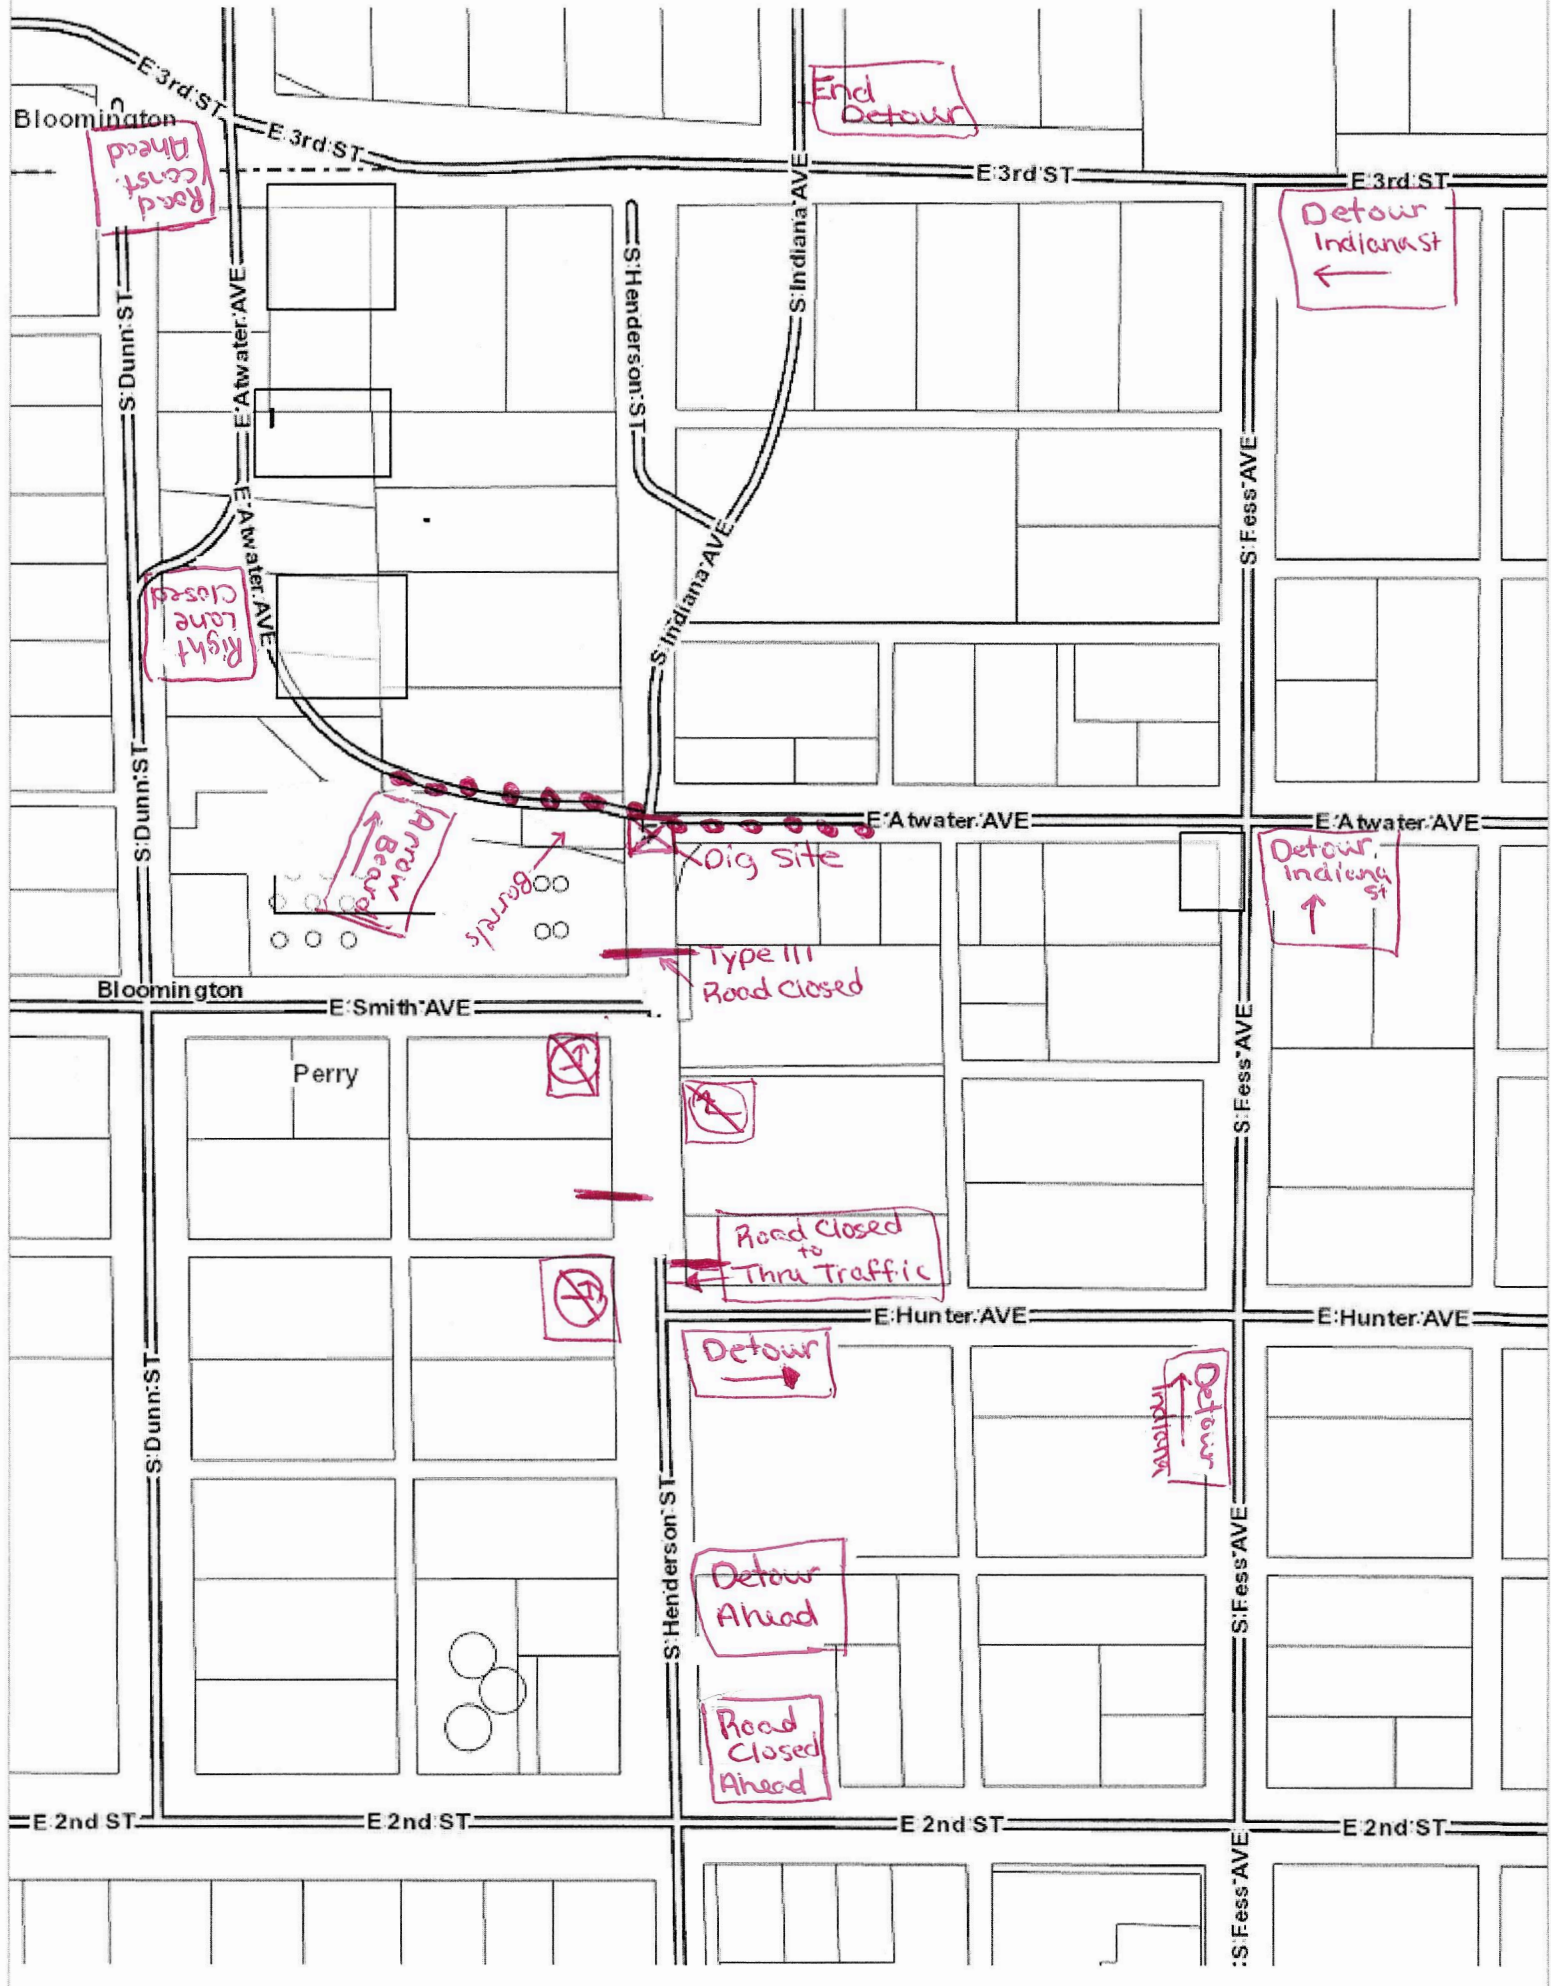 E 3rd ST
Bloomington
E 3rd ST
End
Detour
E 3rd ST
E 3rd ST
Road
const.
Ahead
Detour
Indiana St
S Dunn ST
E Atwater AVE
S Henderson ST
S Indiana AVE
S Fess AVE
E Atwater AVE
Right
Lane
Closed
S Indiana AVE
S Dunn ST
Arrow
Board
Barrels
Dig Site
E Atwater AVE
E Atwater AVE
Detour
Indiana
St
Type III
Road Closed
Bloomington
E Smith AVE
Perry
S Fess AVE
Road Closed
to
Thru Traffic
E Hunter AVE
E Hunter AVE
Detour
Detour
Indiana
S Dunn ST
S Henderson ST
S Fess AVE
Detour
Ahead
Road
Closed
Ahead
E 2nd ST
E 2nd ST
E 2nd ST
E 2nd ST
S Fess AVE